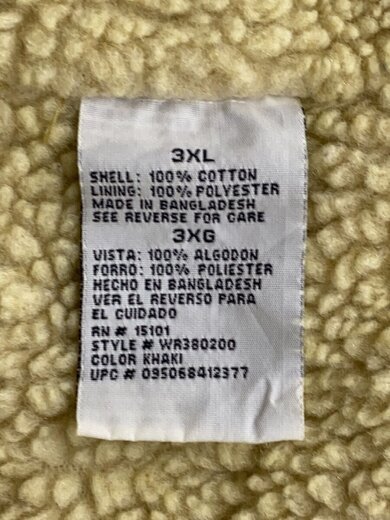 3XL
SHELL: 100% COTTON
LINING: 100% POLYESTER
MADE IN BANGLADESH
SEE REVERSE FOR CARE
3XG
VISTA: 100% ALGODON
FORRO: 100% POLIESTER
HECHO EN BANGLADESH
VER EL REVERSO PARA
EL CUIDADO
RN # 15101
STYLE # WR380200
COLOR KHAKI
UPC # 095068412377